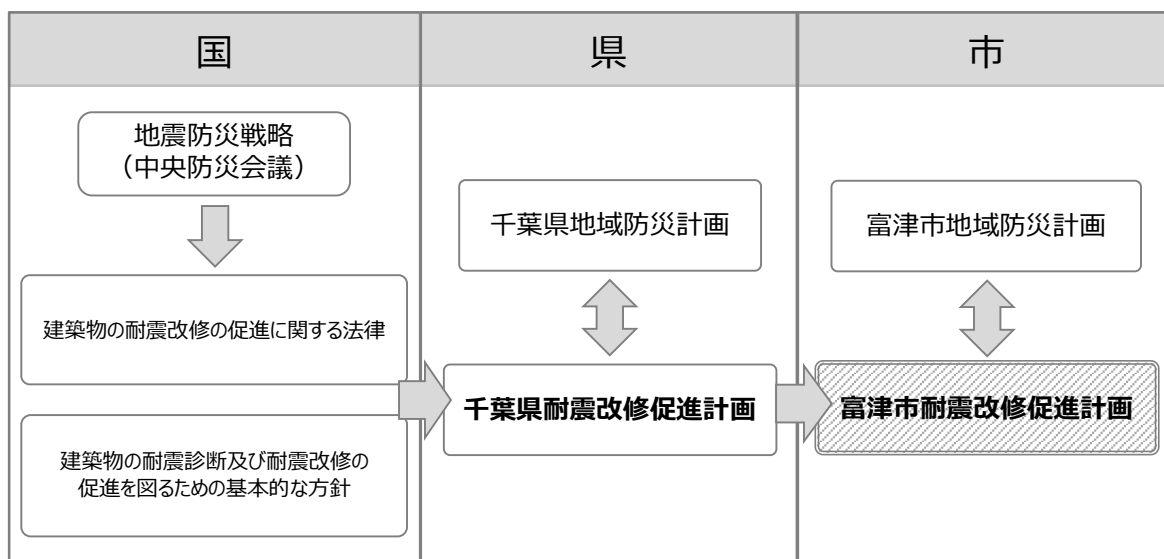 国
県
市
地震防災戦略
（中央防災会議）
建築物の耐震改修の促進に関する法律
建築物の耐震診断及び耐震改修の
促進を図るための基本的な方針
千葉県地域防災計画
千葉県耐震改修促進計画
富津市地域防災計画
富津市耐震改修促進計画